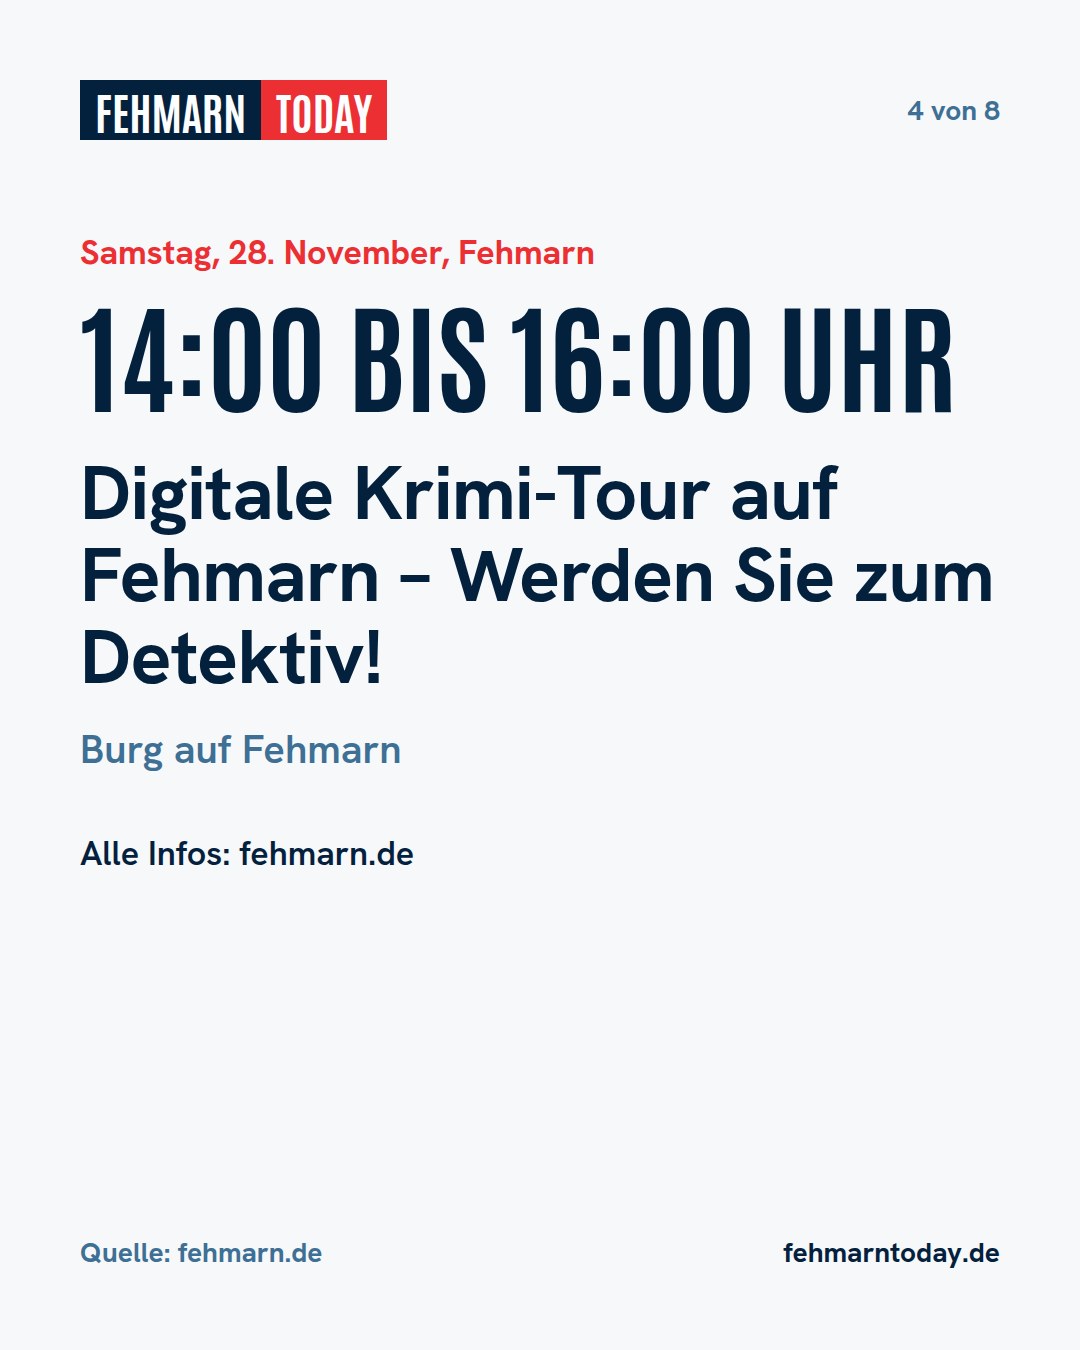 FEHMARN TODAY
4 von 8
Samstag, 28. November, Fehmarn
14:00 BIS 16:00 UHR
Digitale Krimi-Tour auf
Fehmarn – Werden Sie zum
Detektiv!
Burg auf Fehmarn
Alle Infos: fehmarn.de
Quelle: fehmarn.de
fehmarntoday.de